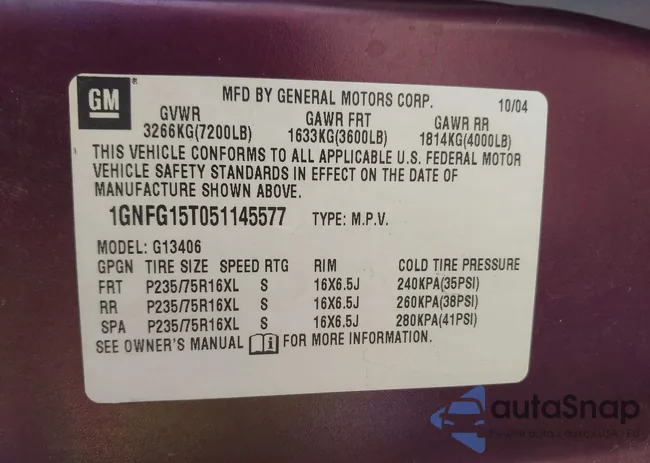 GM
MFD BY GENERAL MOTORS CORP. 10/04
GVWR GAWR FRT GAWR RR
3266KG(7200LB) 1633KG(3600LB) 1814KG(4000LB)
THIS VEHICLE CONFORMS TO ALL APPLICABLE U.S. FEDERAL MOTOR
VEHICLE SAFETY STANDARDS IN EFFECT ON THE DATE OF
MANUFACTURE SHOWN ABOVE.
1GNFG15T051145577 TYPE: M.P.V.
MODEL: G13406
GPGN TIRE SIZE SPEED RTG RIM COLD TIRE PRESSURE
FRT P235/75R16XL S 16X6.5J 240KPA(35PSI)
RR P235/75R16XL S 16X6.5J 260KPA(38PSI)
SPA P235/75R16XL S 16X6.5J 280KPA(41PSI)
SEE OWNER'S MANUAL i FOR MORE INFORMATION.
autaSnap